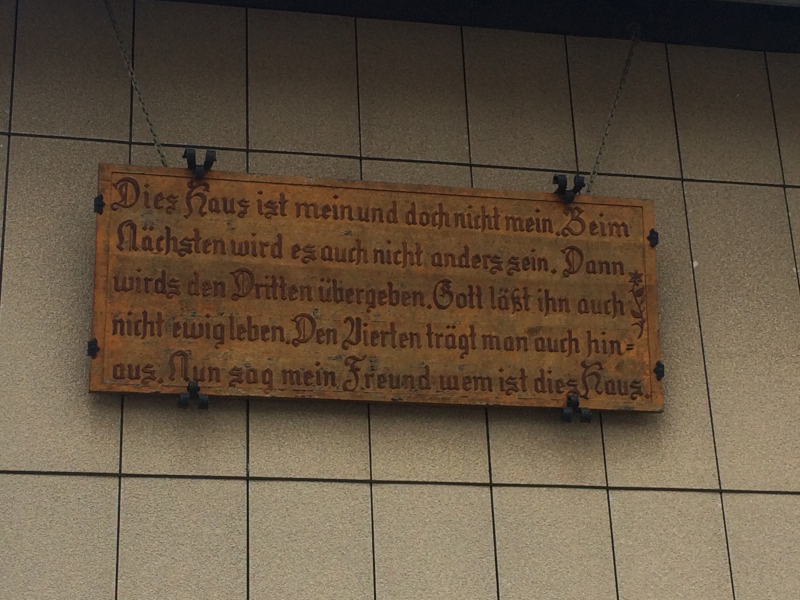 Dies Haus ist mein und doch nicht mein. Beim
Nächsten wird es auch nicht anders sein. Dann
wirds den Dritten übergeben. Gott läßt ihn auch
nicht ewig leben. Den Vierten trägt man auch hin=
aus. Nun sag mein Freund wem ist dies Haus.